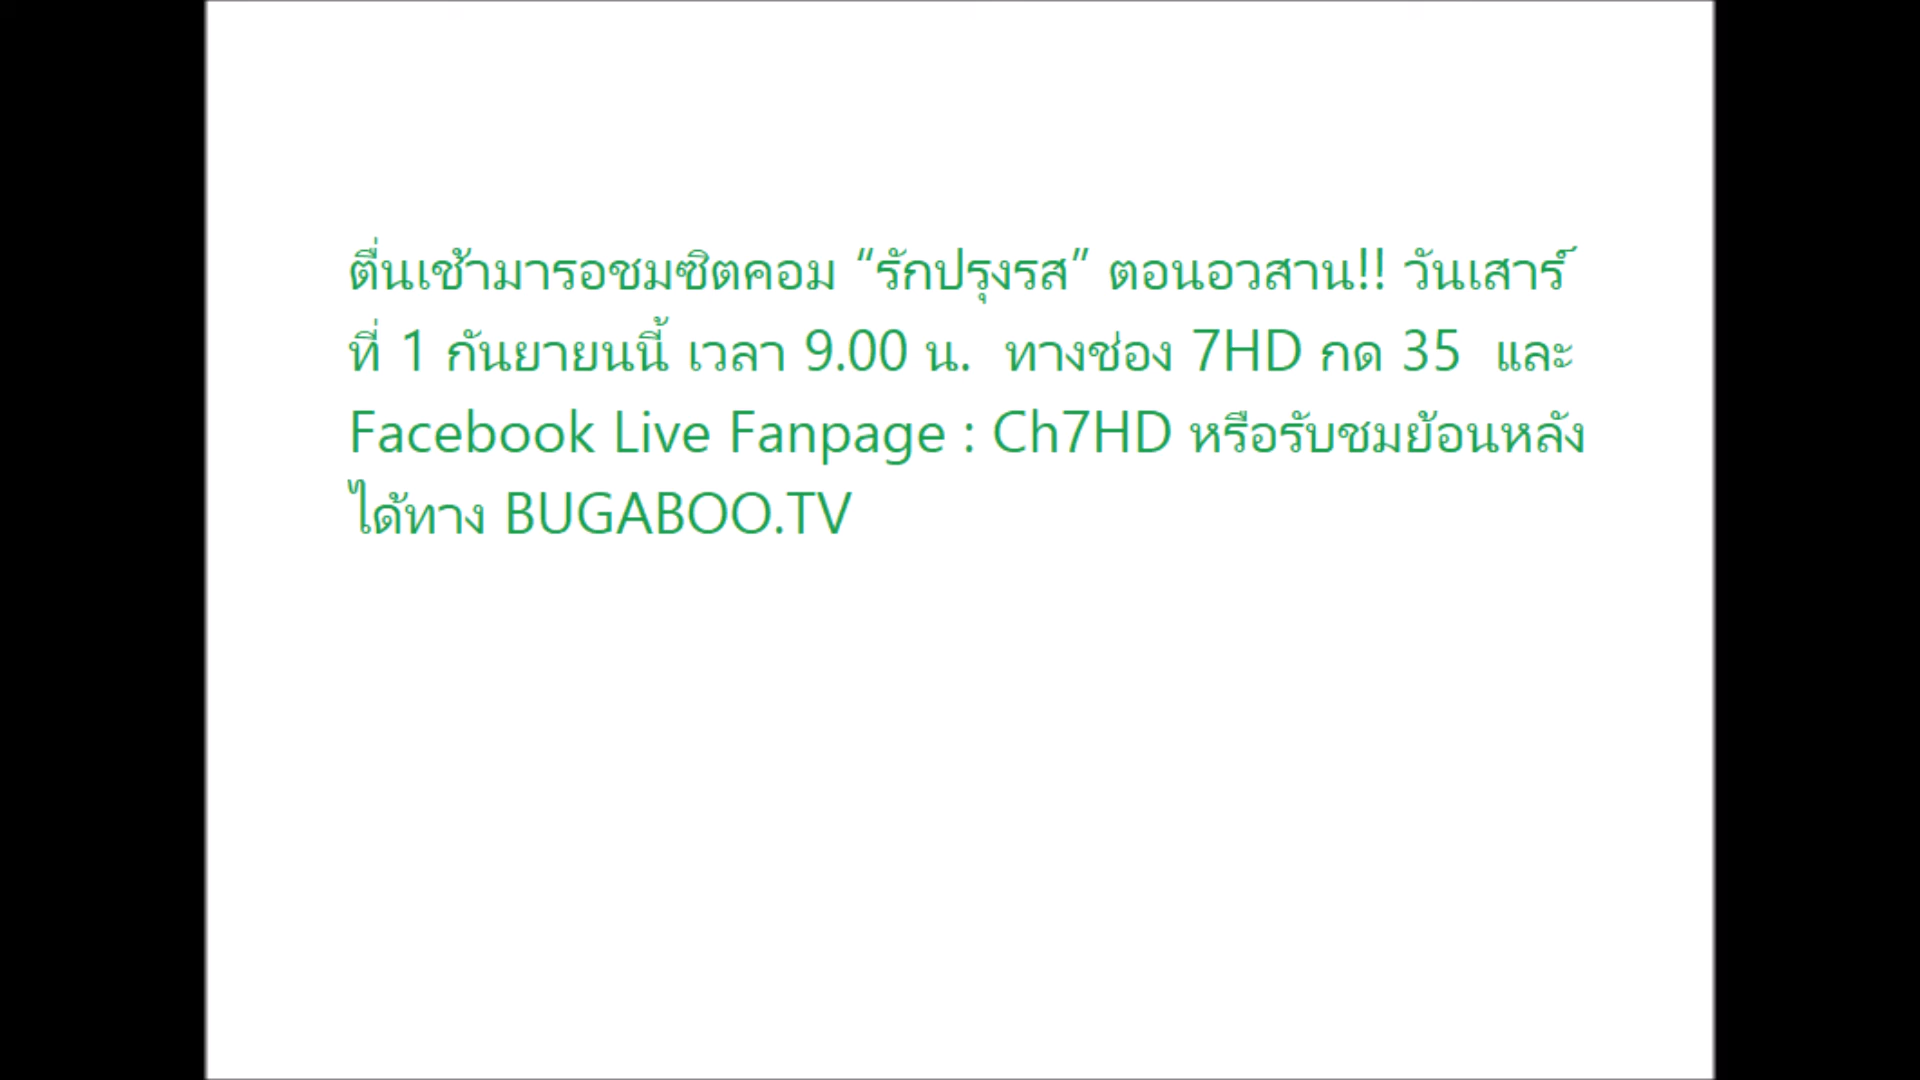 ตื่นเช้ามารอชมซิตคอม “รักปรุงรส” ตอนอวสาน!! วันเสาร์
ที่ 1 กันยายนนี้ เวลา 9.00 น.  ทางช่อง 7HD กด 35  และ
Facebook Live Fanpage : Ch7HD หรือรับชมย้อนหลัง
ได้ทาง BUGABOO.TV